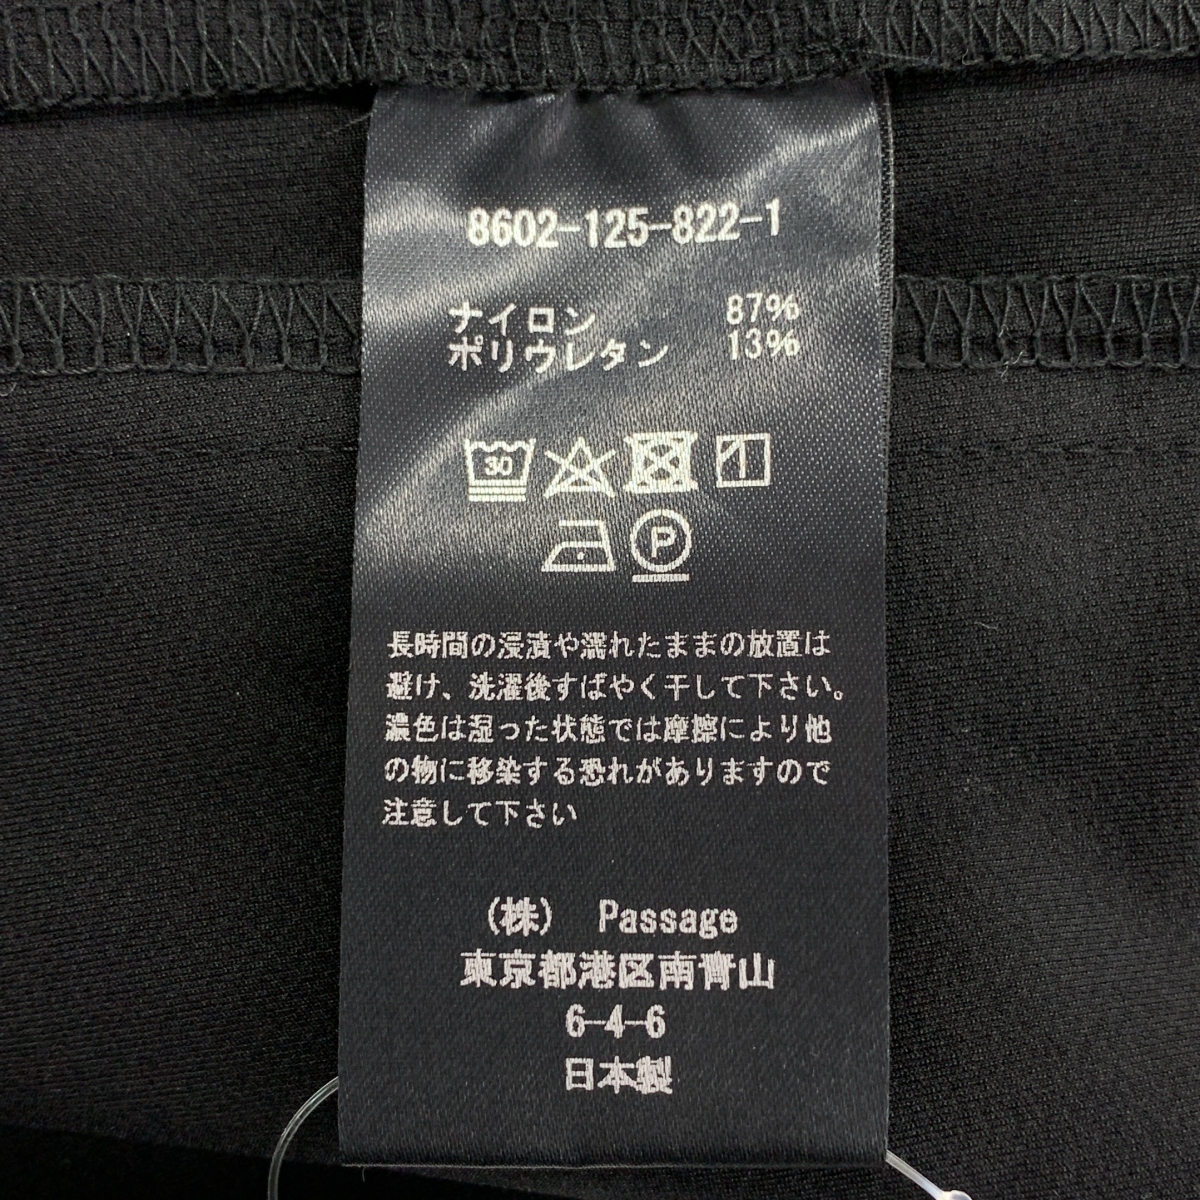 8602-125-822-1
ナイロン 87%
ポリウレタン 13%
30
P
長時間の浸漬や濡れたままの放置は
避け、洗濯後すばやく干して下さい。
濃色は湿った状態では摩擦により他
の物に移染する恐れがありますので
注意して下さい
(株) Passage
東京都港区南青山
6-4-6
日本製